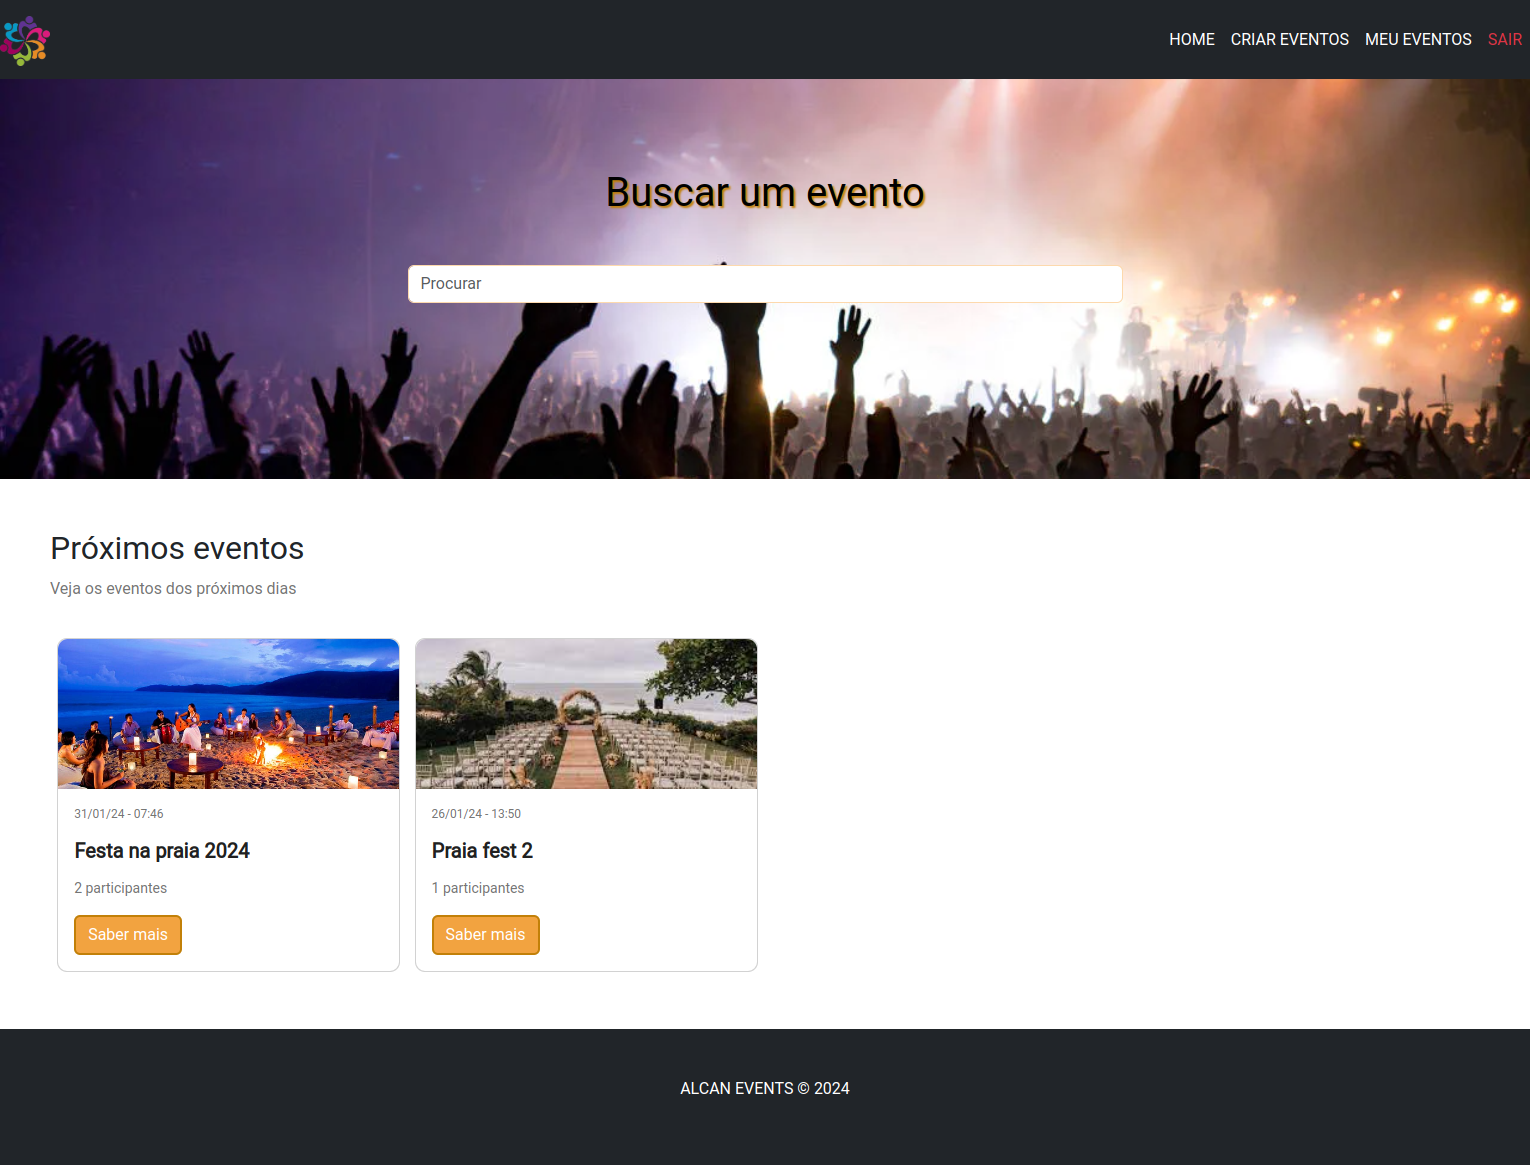 HOME CRIAR EVENTOS MEU EVENTOS SAIR
Buscar um evento
Procurar
Próximos eventos
Veja os eventos dos próximos dias
31/01/24 - 07:46
Festa na praia 2024
2 participantes
Saber mais
26/01/24 - 13:50
Praia fest 2
1 participantes
Saber mais
ALCAN EVENTS © 2024